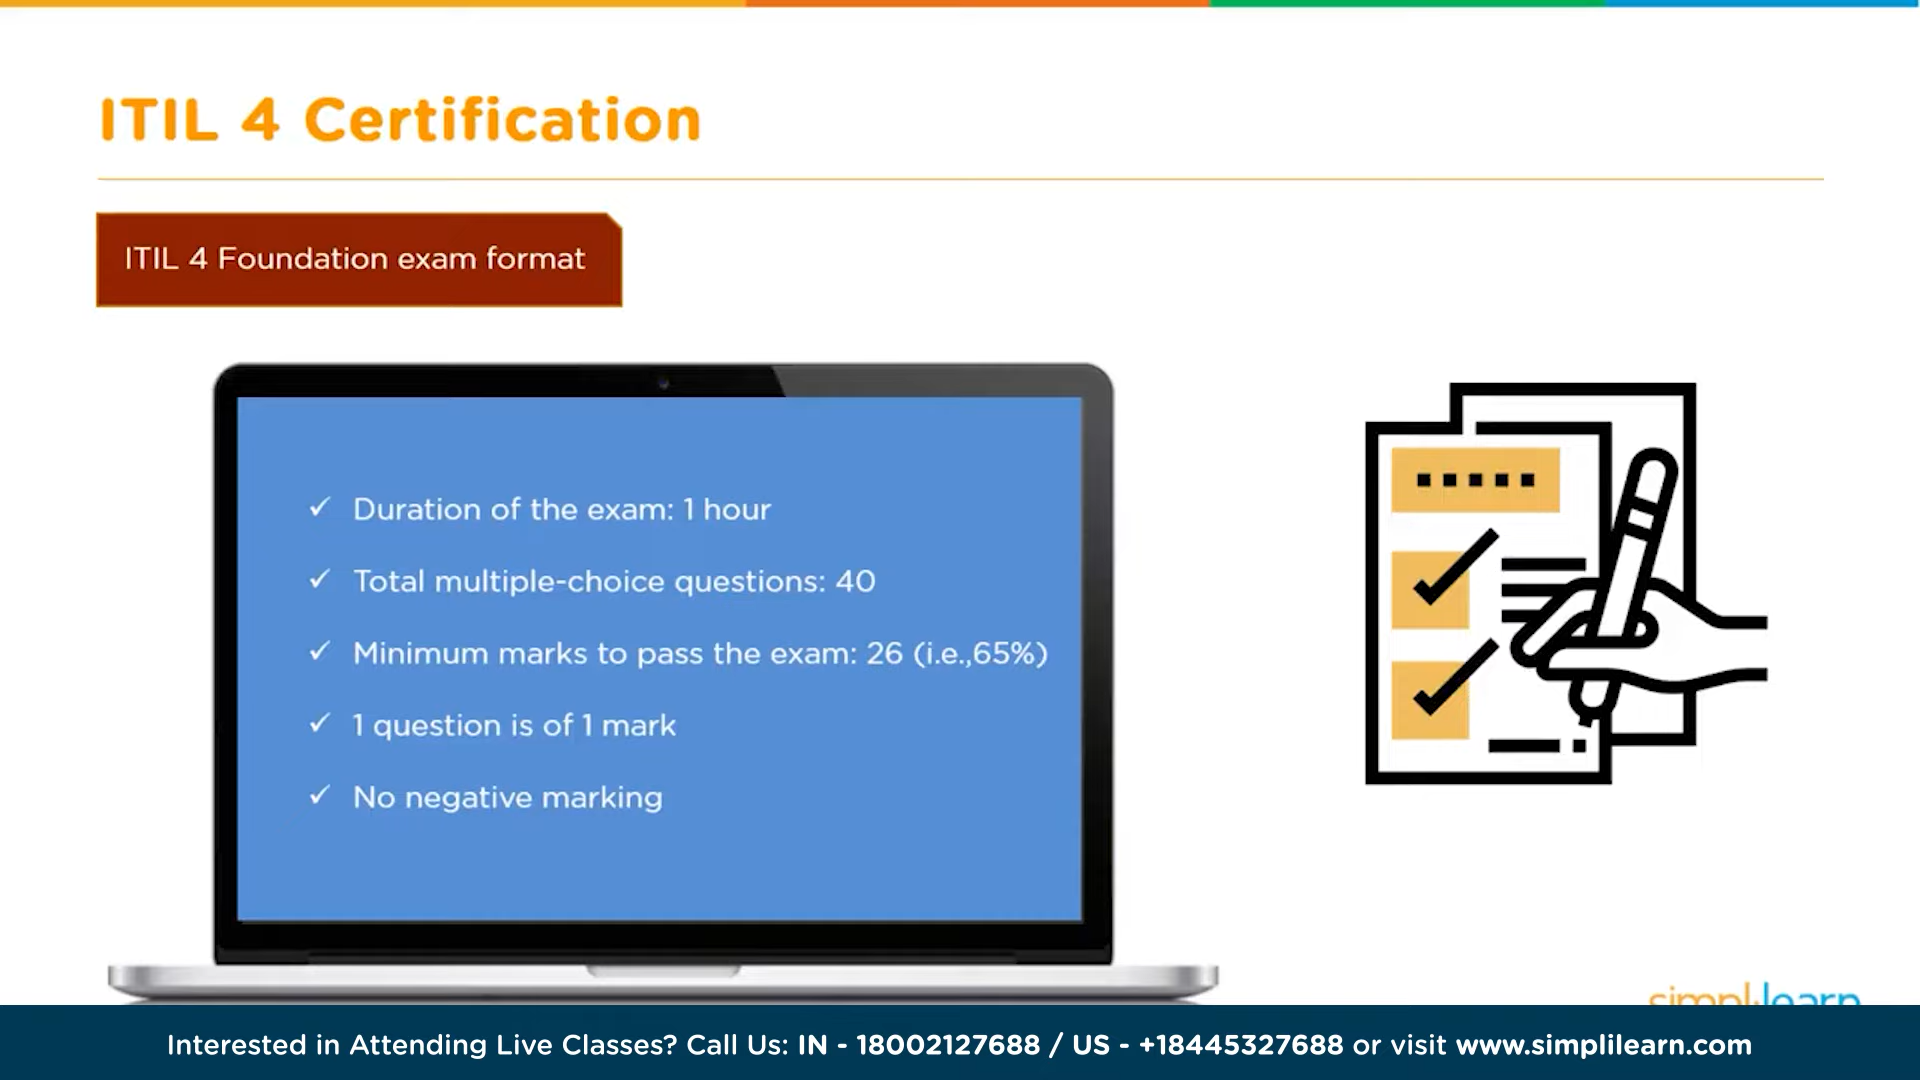 ITIL 4 Certification
ITIL 4 Foundation exam format
✓ Duration of the exam: 1 hour
✓ Total multiple-choice questions: 40
✓ Minimum marks to pass the exam: 26 (i.e.,65%)
✓ 1 question is of 1 mark
✓ No negative marking
simplilearn
Interested in Attending Live Classes? Call Us: IN - 18002127688 / US - +18445327688 or visit www.simplilearn.com